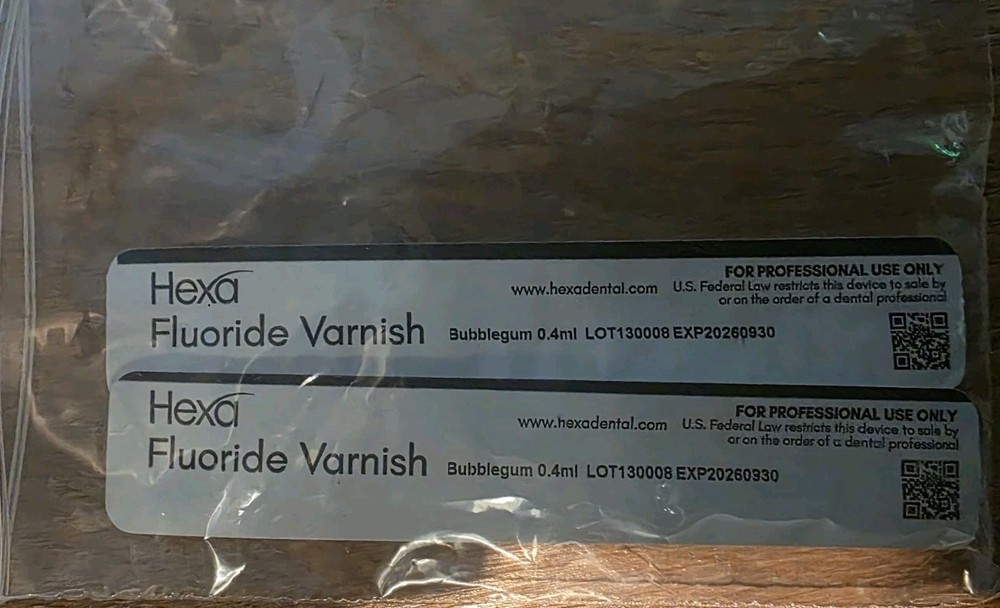 Hexa
Fluoride Varnish
Bubblegum 0.4ml LOT130008 EXP20260930
www.hexadental.com
FOR PROFESSIONAL USE ONLY
U.S. Federal Law restricts this device to sale by
or on the order of a dental professional
Hexa
Fluoride Varnish
Bubblegum 0.4ml LOT130008 EXP20260930
www.hexadental.com
FOR PROFESSIONAL USE ONLY
U.S. Federal Law restricts this device to sale by
or on the order of a dental professional